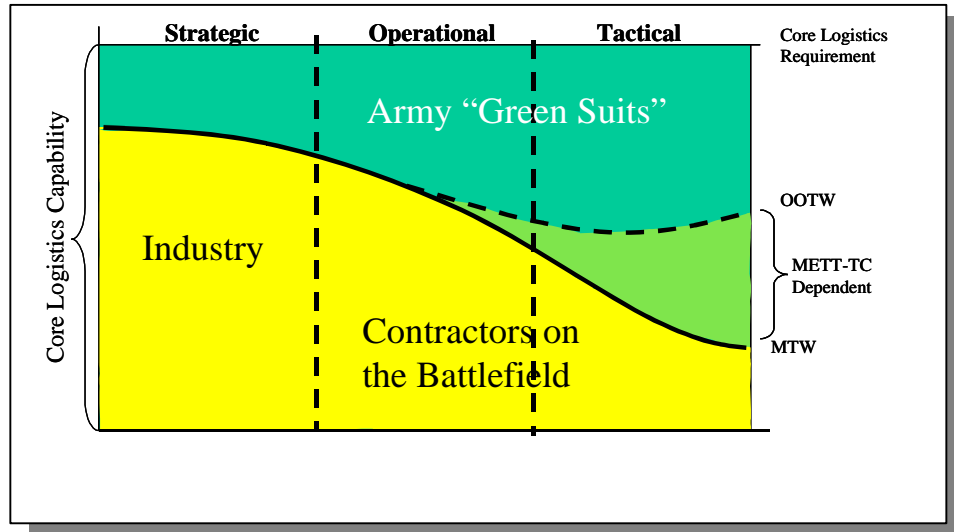 Strategic
Operational
Tactical
Core Logistics
Requirement
Army “Green Suits”
Core Logistics Capability
OOTW
Industry
METT-TC
Dependent
Contractors on
the Battlefield
MTW